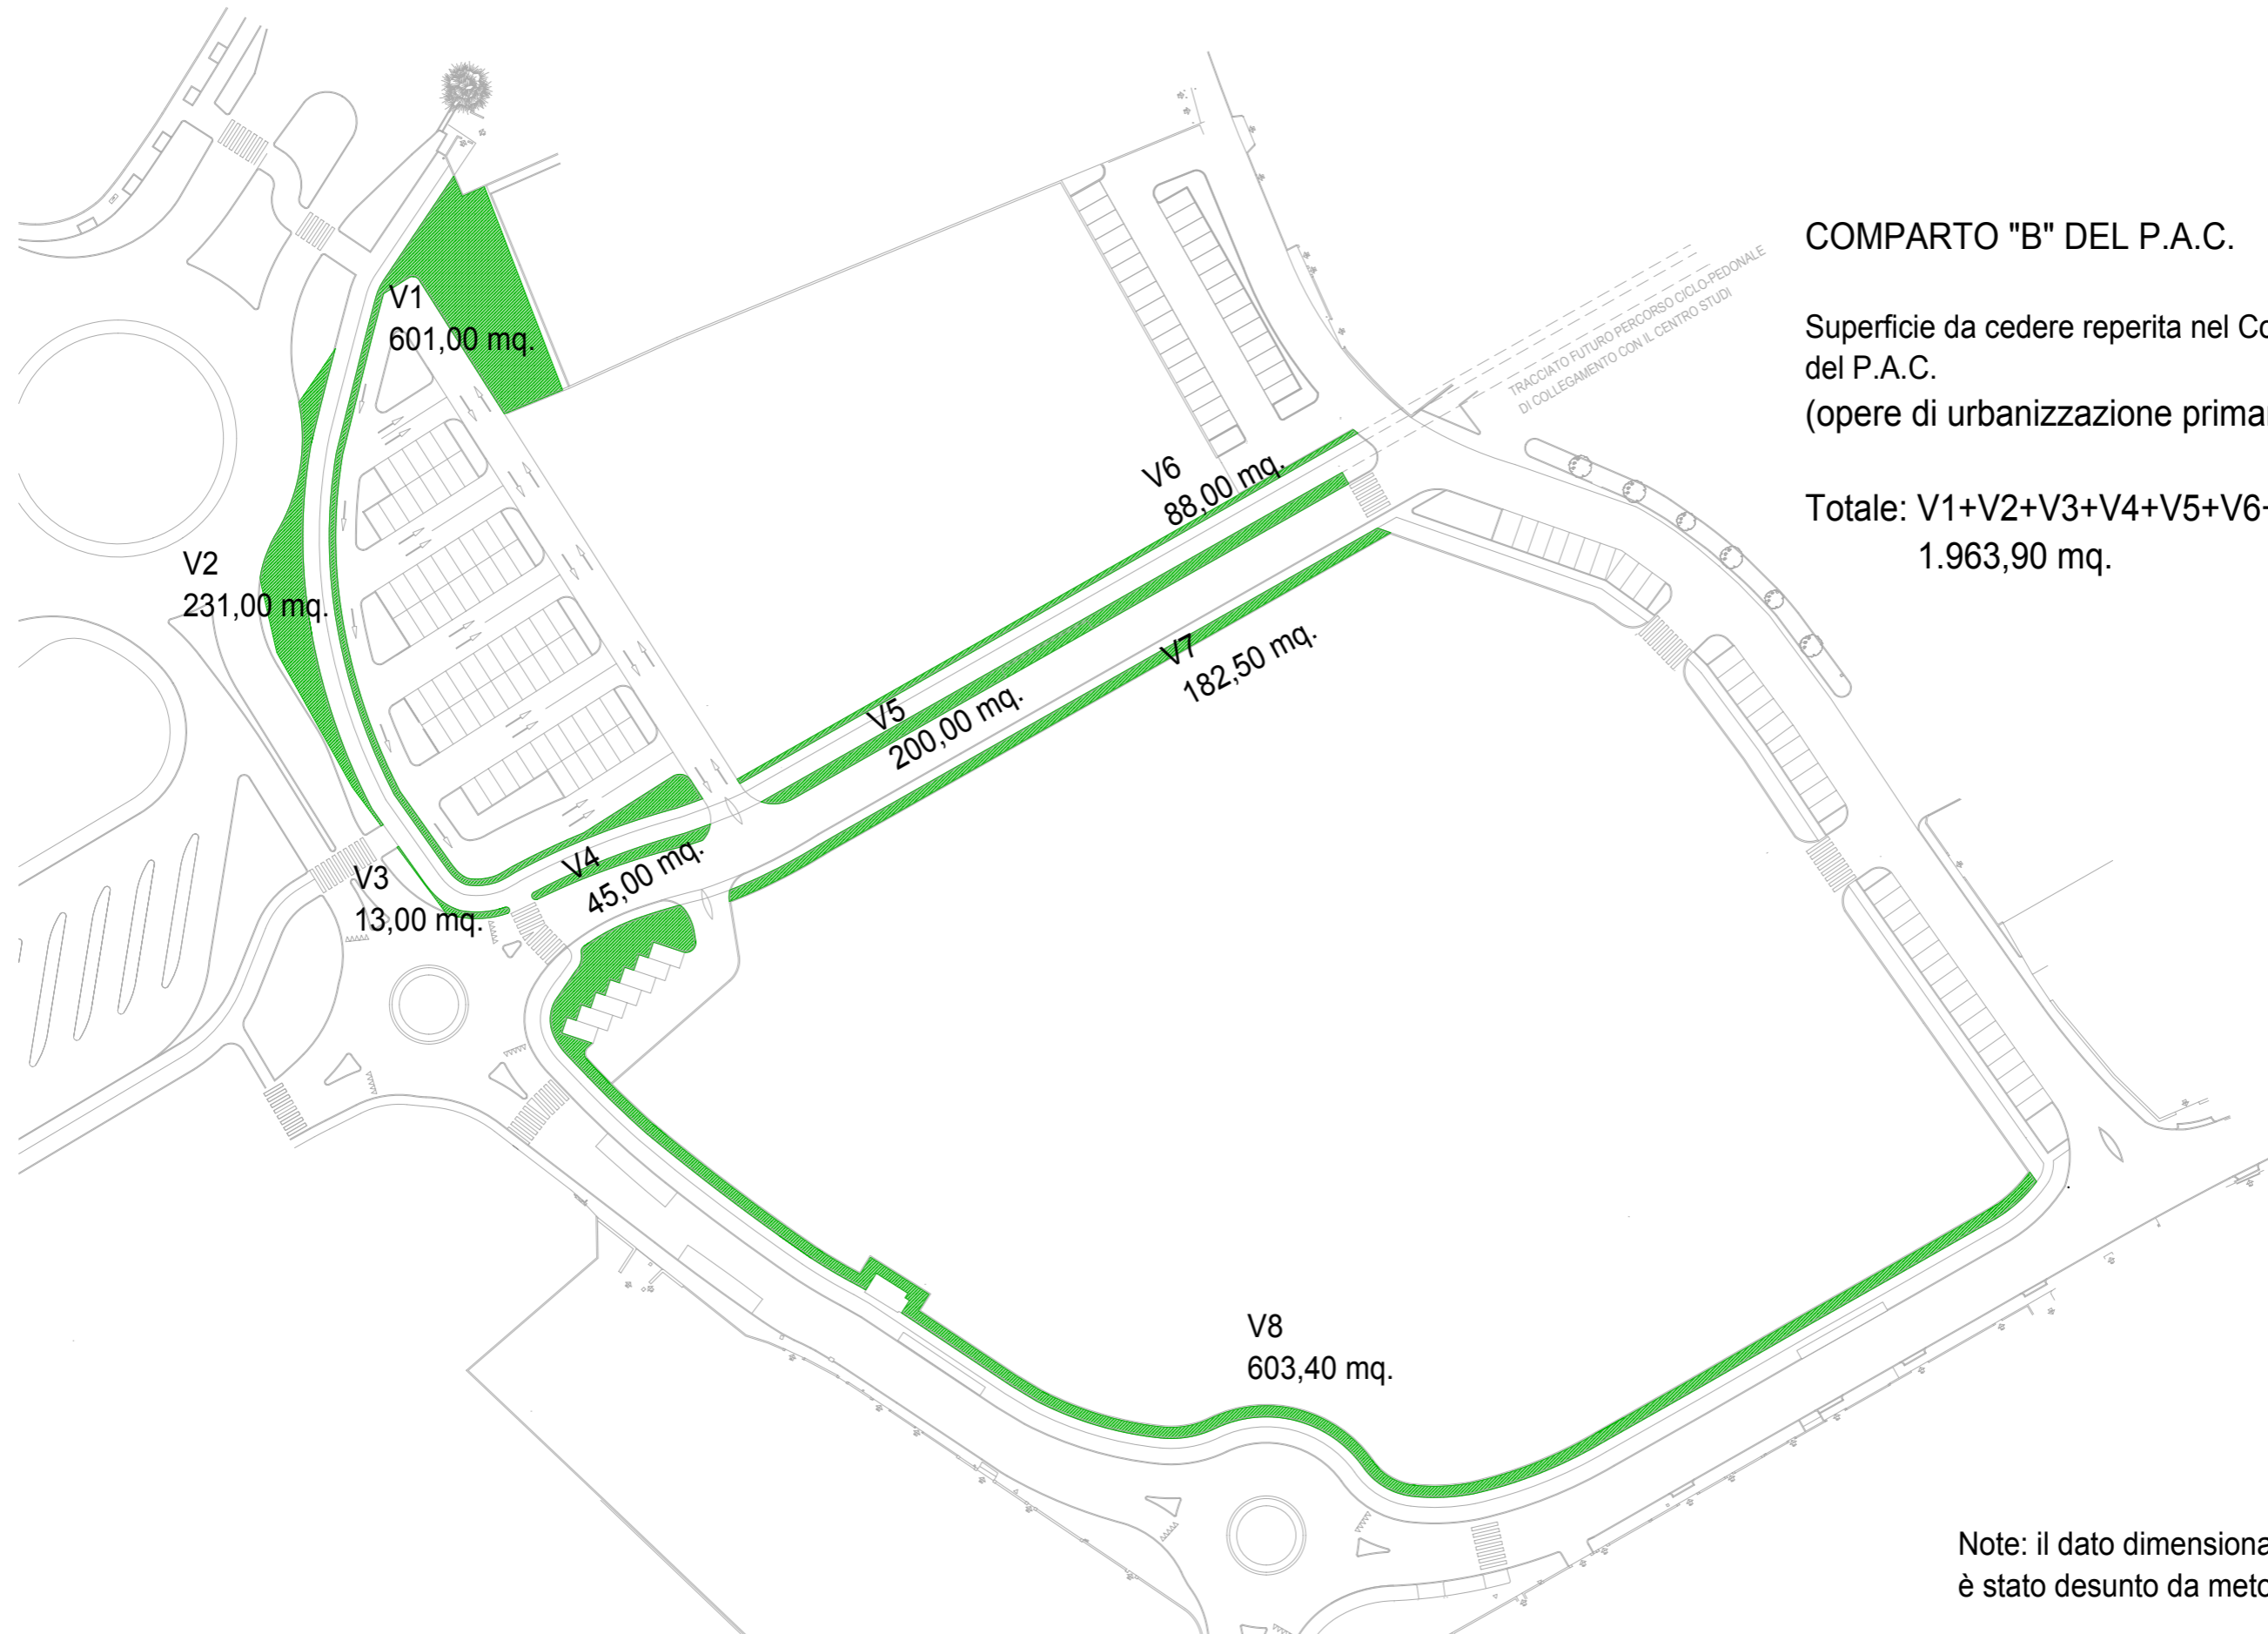 COMPARTO "B" DEL P.A.C.
Superficie da cedere reperita nel Co
del P.A.C.
(opere di urbanizzazione prima
Totale: V1+V2+V3+V4+V5+V6+
1.963,90 mq.
TRACCIATO FUTURO PERCORSO CICLO-PEDONALE
DI COLLEGAMENTO CON IL CENTRO STUDI
V1
601,00 mq.
V2
231,00 mq.
V3
13,00 mq.
V4
45,00 mq.
V5
200,00 mq.
V6
88,00 mq.
V7
182,50 mq.
V8
603,40 mq.
Note: il dato dimensiona
è stato desunto da meto